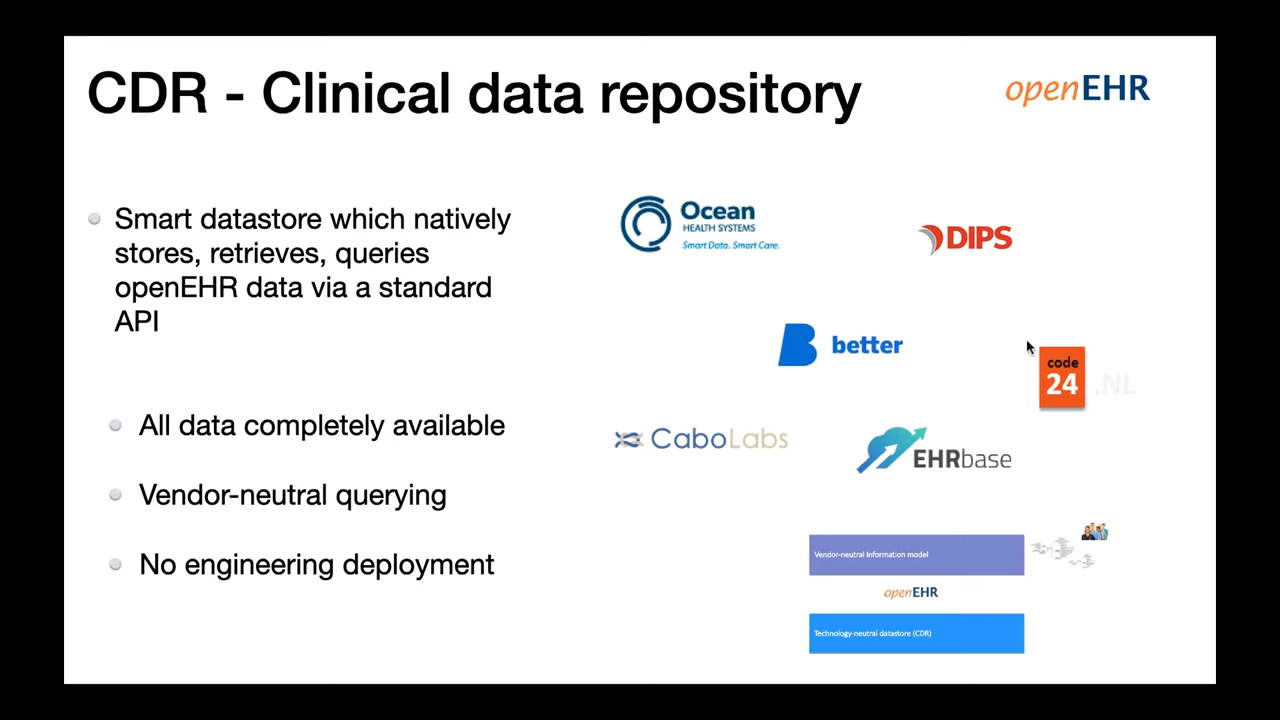 CDR - Clinical data repository
openEHR
Smart datastore which natively
stores, retrieves, queries
openEHR data via a standard
API
All data completely available
Vendor-neutral querying
No engineering deployment
Ocean
HEALTH SYSTEMS
Smart Data. Smart Care.
DIPS
better
code
24
.NL
CaboLabs
EHRbase
Vendor-neutral Information model
openEHR
Technology-neutral datastore (CDR)